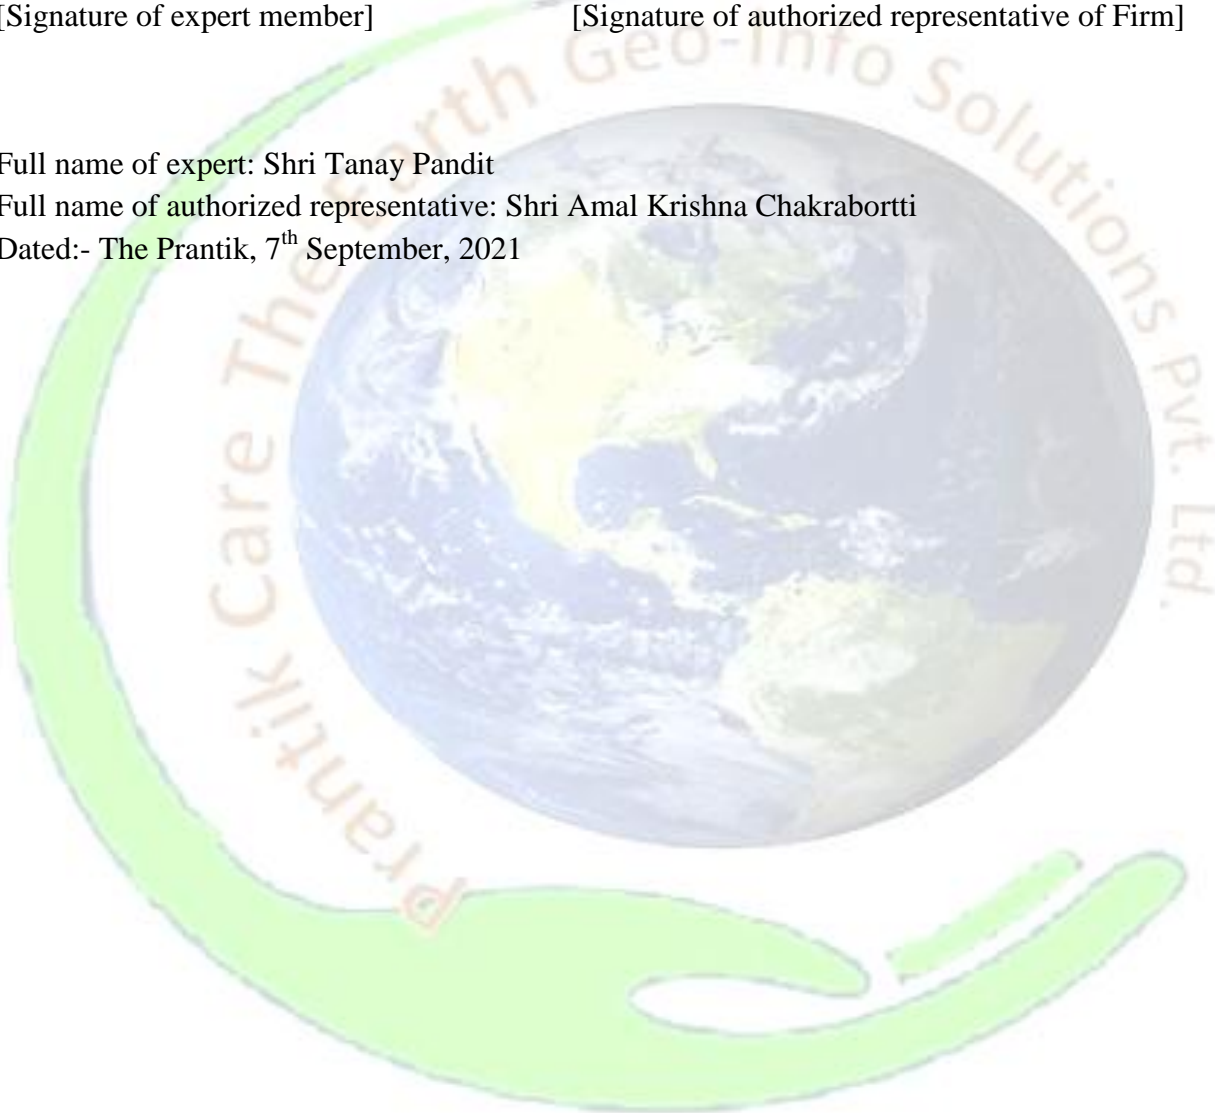 [Signature of expert member] [Signature of authorized representative of Firm]
Full name of expert: Shri Tanay Pandit
Full name of authorized representative: Shri Amal Krishna Chakrabortti
Dated:- The Prantik, 7th September, 2021
Prantik Care The Earth Geo-Info Solutions Pvt. Ltd.